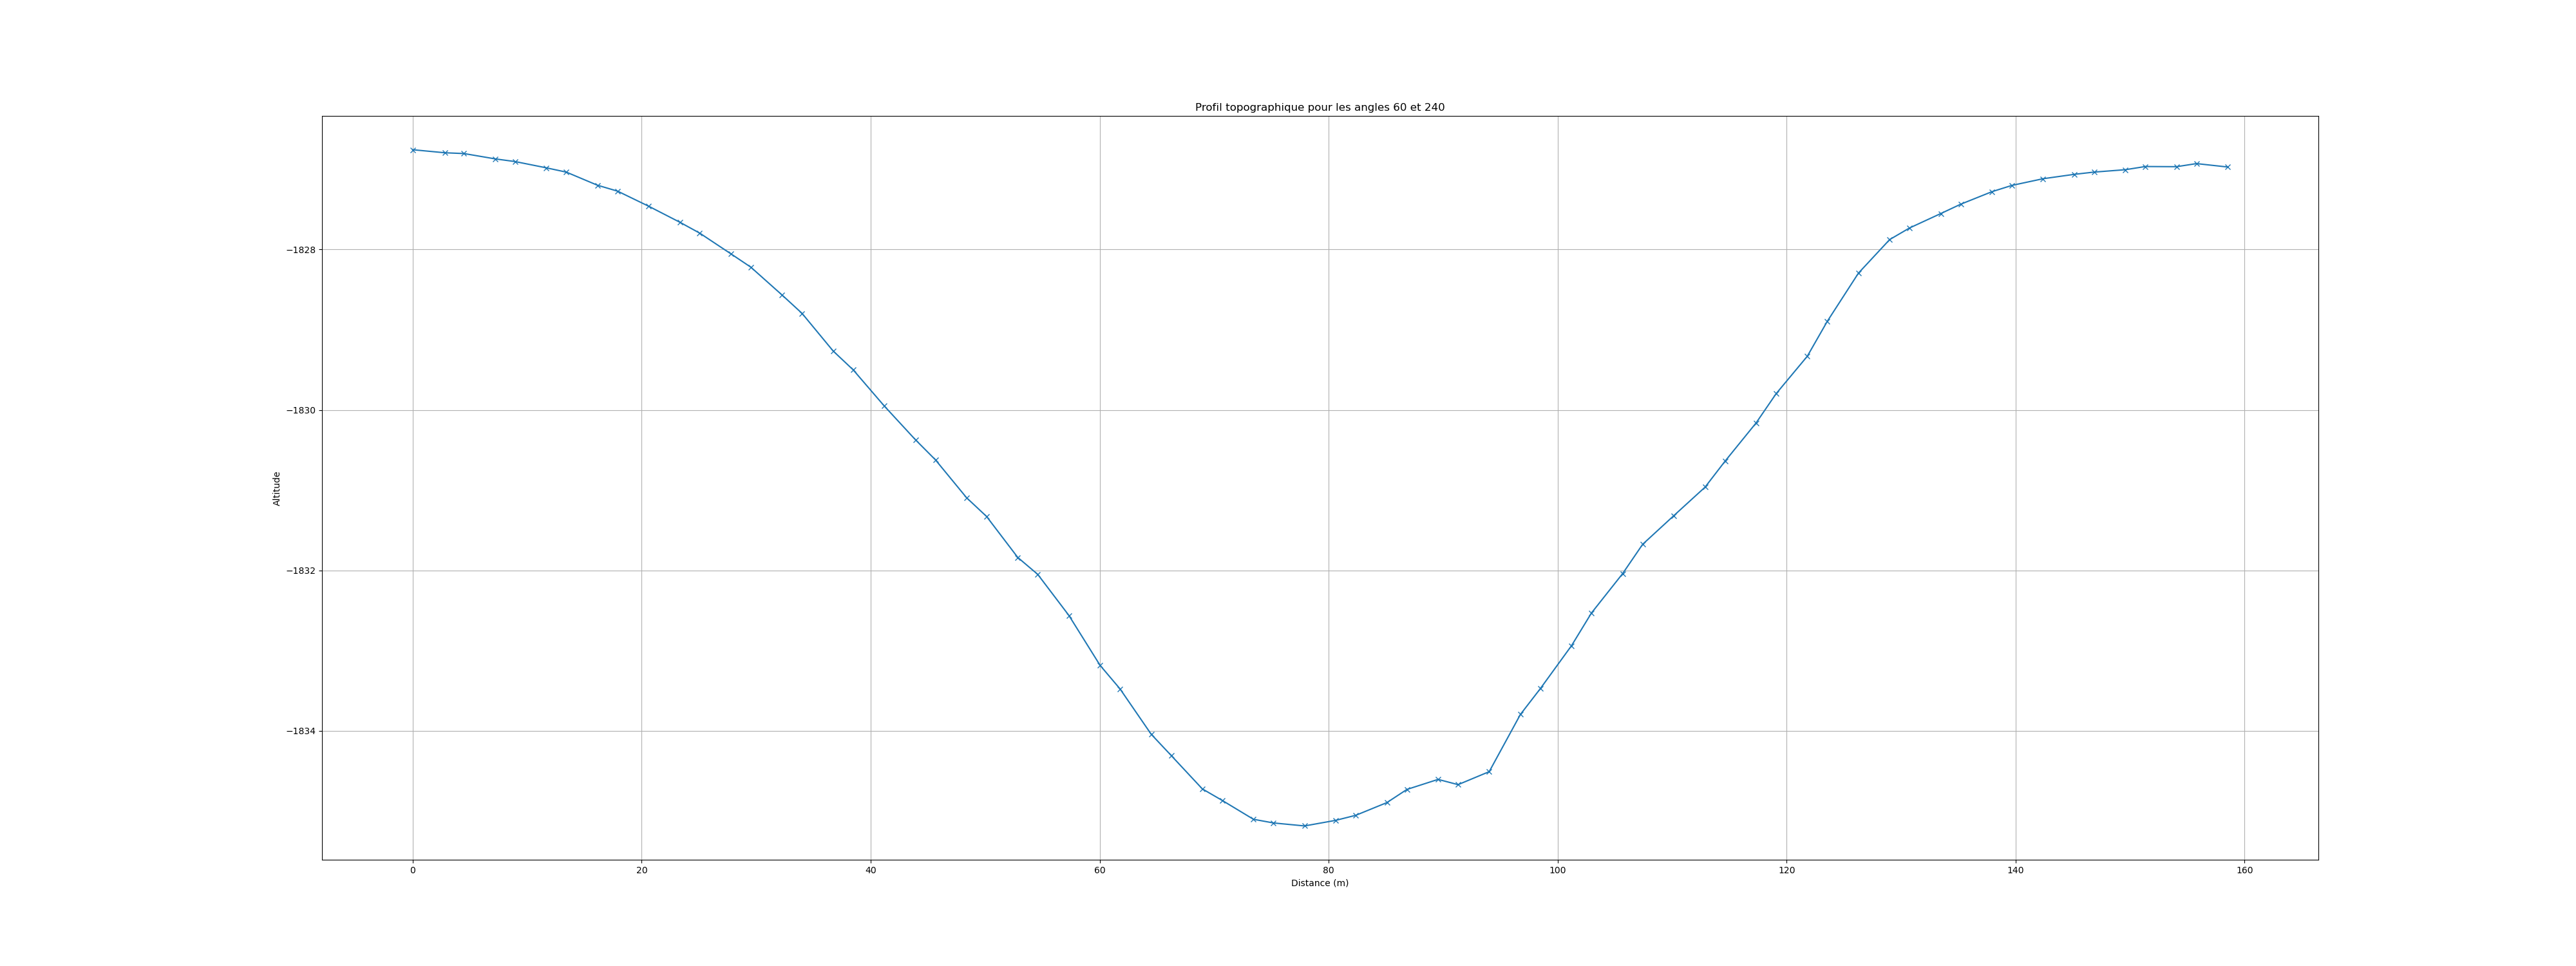 Profil topographique pour les angles 60 et 240
Altitude
−1828
−1830
−1832
−1834
0 20 40 60 80 100 120 140 160
Distance (m)